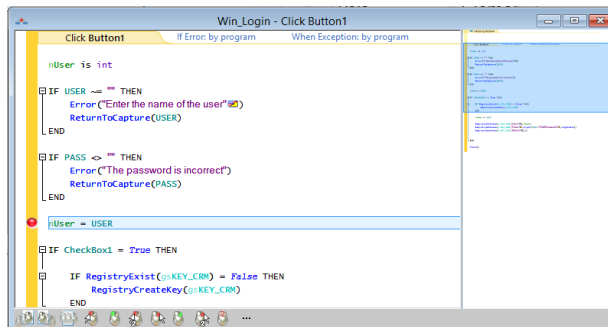 Win_Login - Click Button1
Click Button1 If Error: by program When Exception: by program
nUser is int
IF USER ~= "" THEN
Error("Enter the name of the user")
ReturnToCapture(USER)
END
IF PASS <> "" THEN
Error("The password is incorrect")
ReturnToCapture(PASS)
END
nUser = USER
IF CheckBox1 = True THEN
IF RegistryExist(gsKEY_CRM) = False THEN
RegistryCreateKey(gsKEY_CRM)
END